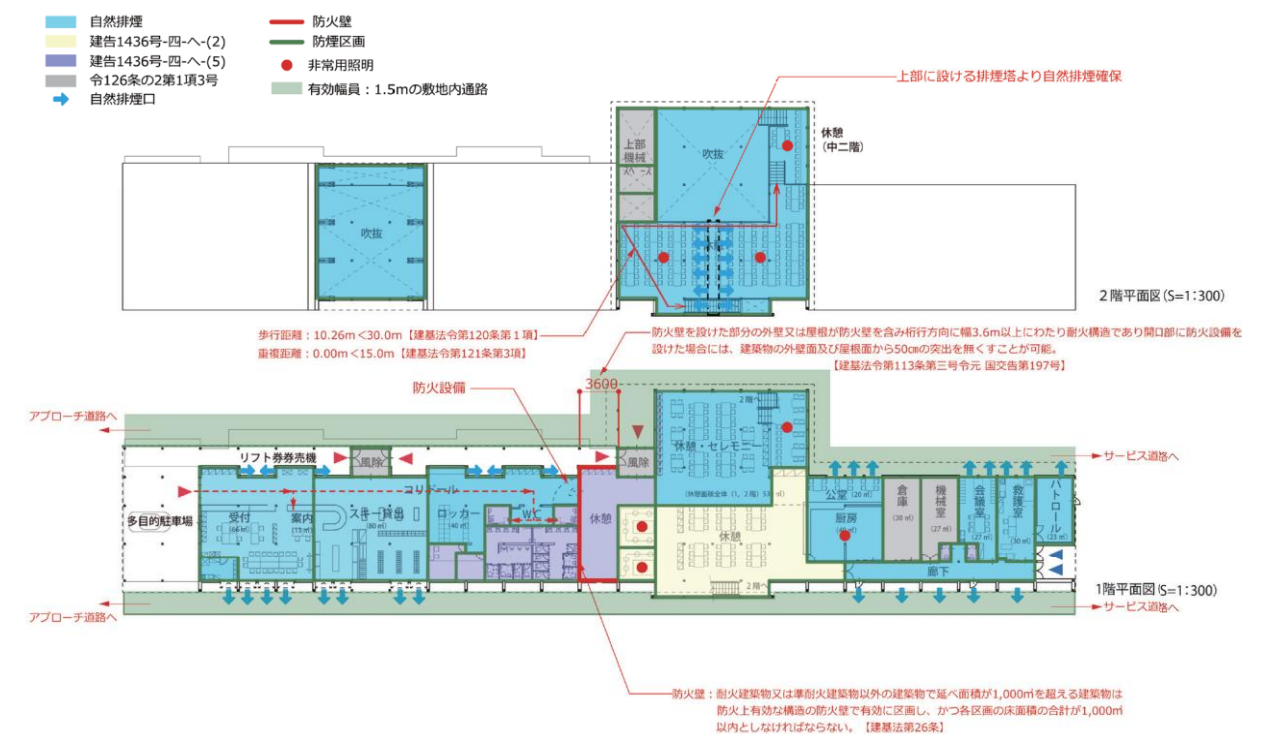 自然排煙
建告1436号-四-へ-(2)
建告1436号-四-へ-(5)
令126条の2第1項3号
自然排煙口
防火壁
防煙区画
非常用照明
有効幅員：1.5mの敷地内通路
上部に設ける排煙塔より自然排煙確保
休憩
(中二階)
上部
機械
スペース
吹抜
吹抜
2階平面図(S=1:300)
歩行距離：10.26m＜30.0m【建基法令第120条第1項】
重複距離：0.00m＜15.0m【建基法令第121条第3項】
防火壁を設けた部分の外壁又は屋根が防火壁を含み桁行方向に幅3.6m以上にわたり耐火構造であり開口部に防火設備を
設けた場合には、建築物の外壁面及び屋根面から50㎝の突出を無くすことが可能。
【建基法令第113条第三号令元 国交告第197号】
防火設備
3600
アプローチ道路へ
サービス道路へ
リフト券券売機
風除
風除
2階へ
休憩・セレモニー
コリドール
多目的駐車場
受付
案内
(13㎡)
スキー貸出
(80㎡)
ロッカー
(40㎡)
WC
休憩
休憩
2階へ
公堂
(20㎡)
厨房
倉庫
(30㎡)
機械室
(27㎡)
会議室
(27㎡)
救護室
(30㎡)
パトロール
(23㎡)
廊下
1階平面図(S=1:300)
アプローチ道路へ
サービス道路へ
防火壁：耐火建築物又は準耐火建築物以外の建築物で延べ面積が1,000㎡を超える建築物は
防火上有効な構造の防火壁で有効に区画し、かつ各区画の床面積の合計が1,000㎡
以内としなければならない。【建基法第26条】